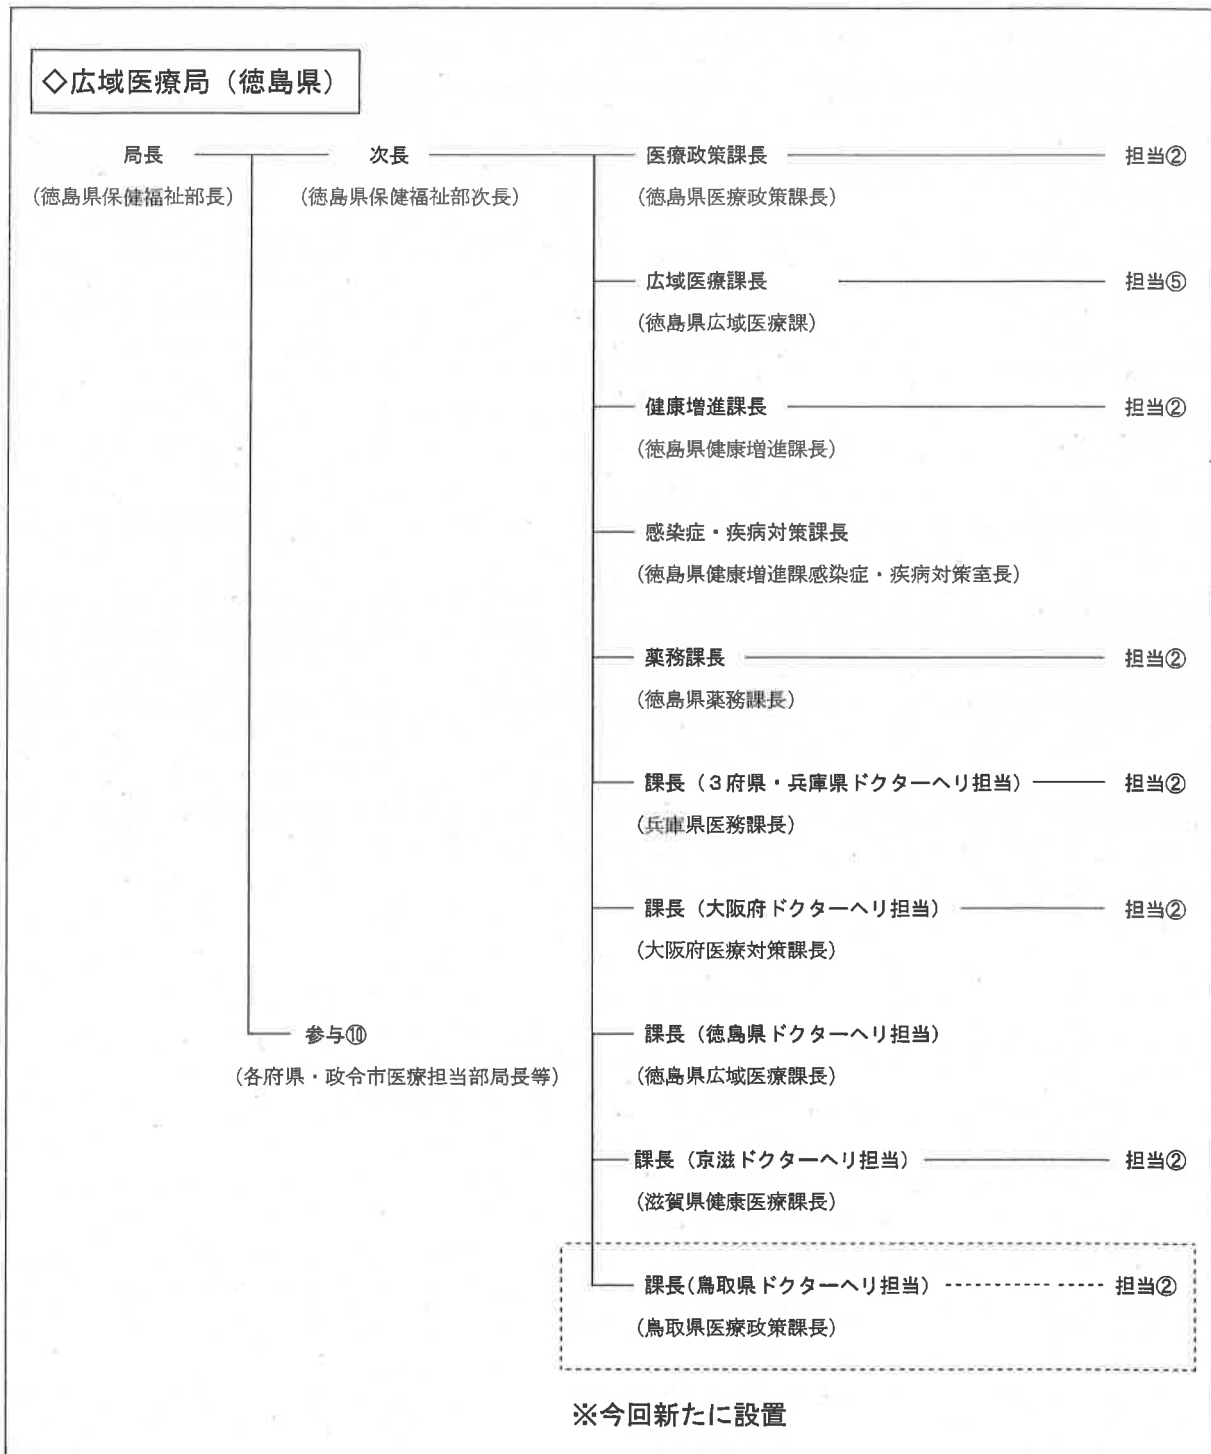 ◇広域医療局（徳島県）
局長 次長 医療政策課長 担当②
（徳島県保健福祉部長） （徳島県保健福祉部次長） （徳島県医療政策課長）
広域医療課長 担当⑤
（徳島県広域医療課）
健康増進課長 担当②
（徳島県健康増進課長）
感染症・疾病対策課長
（徳島県健康増進課感染症・疾病対策室長）
薬務課長 担当②
（徳島県薬務課長）
課長（３府県・兵庫県ドクターヘリ担当） 担当②
（兵庫県医務課長）
課長（大阪府ドクターヘリ担当） 担当②
（大阪府医療対策課長）
参与⑩ 課長（徳島県ドクターヘリ担当）
（各府県・政令市医療担当部局長等） （徳島県広域医療課長）
課長（京滋ドクターヘリ担当） 担当②
（滋賀県健康医療課長）
課長(鳥取県ドクターヘリ担当） 担当②
（鳥取県医療政策課長）
※今回新たに設置